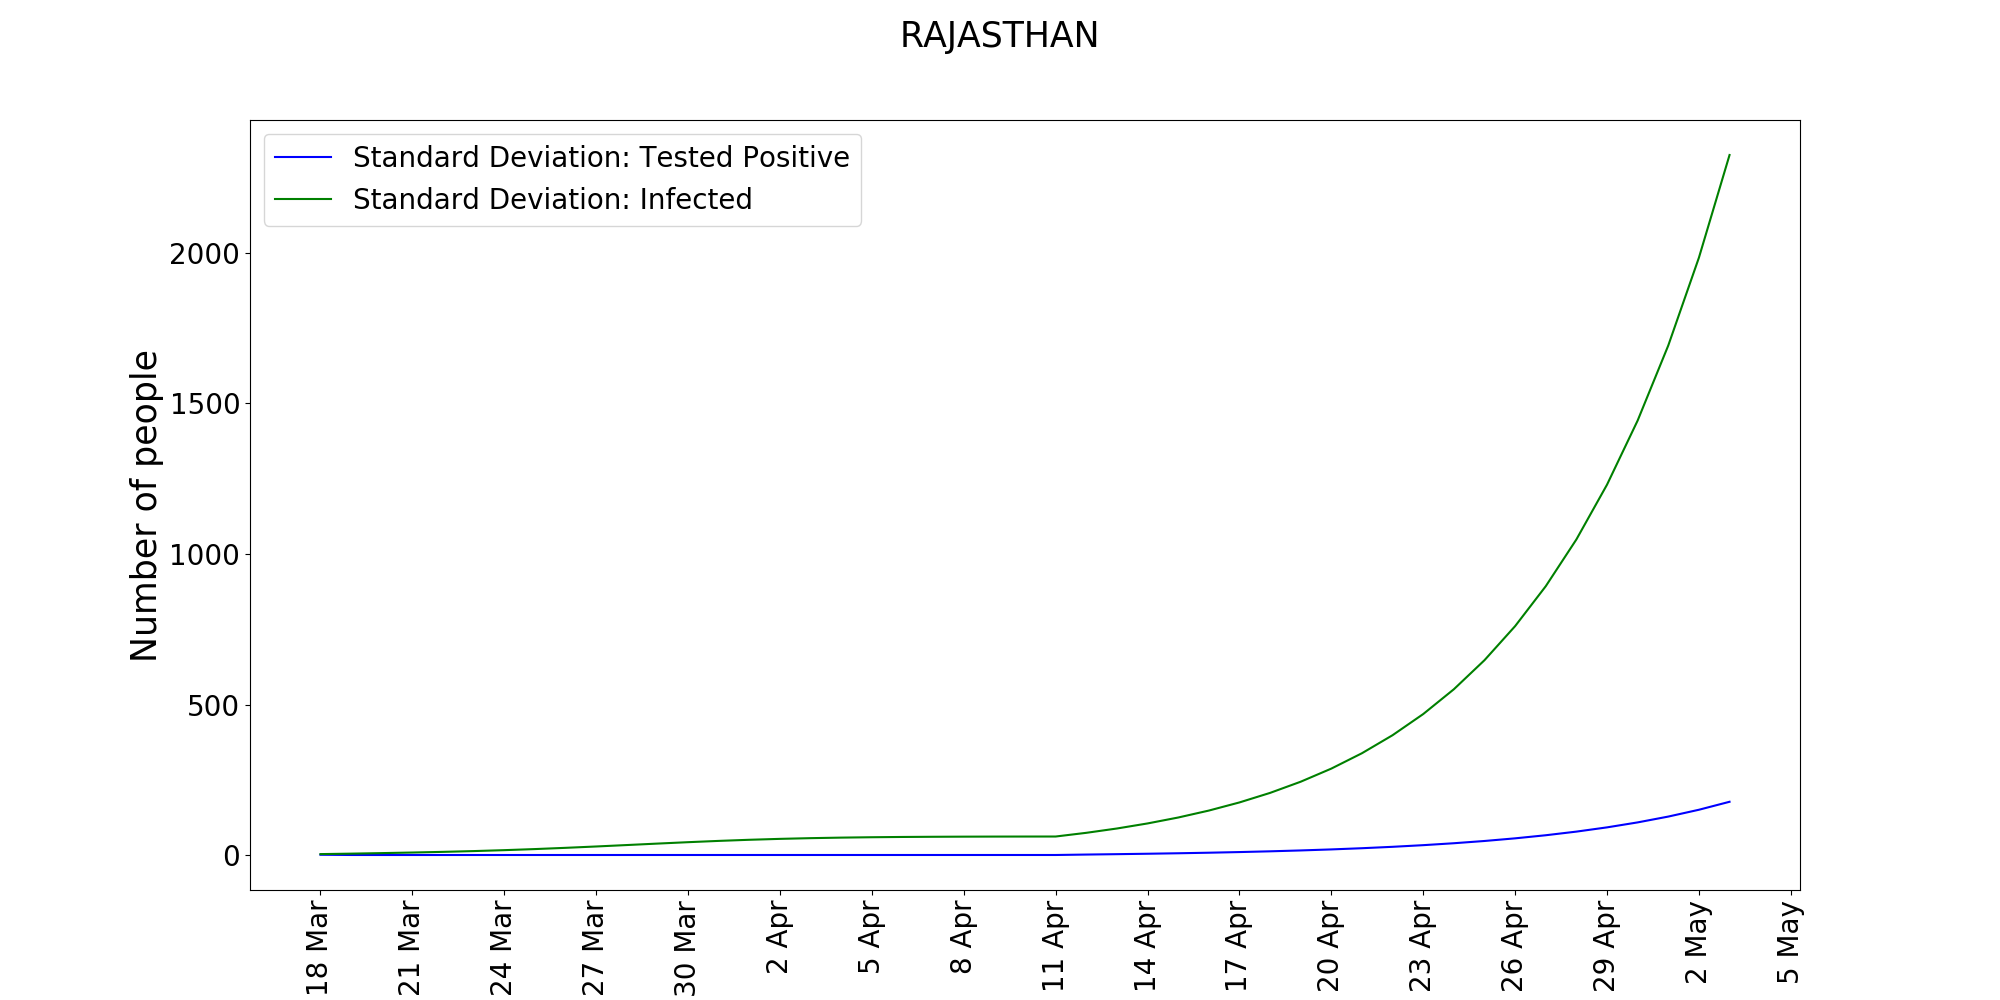 RAJASTHAN
Standard Deviation: Tested Positive
Standard Deviation: Infected
Number of people
2000
1500
1000
500
0
18 Mar
21 Mar
24 Mar
27 Mar
30 Mar
2 Apr
5 Apr
8 Apr
11 Apr
14 Apr
17 Apr
20 Apr
23 Apr
26 Apr
29 Apr
2 May
5 May